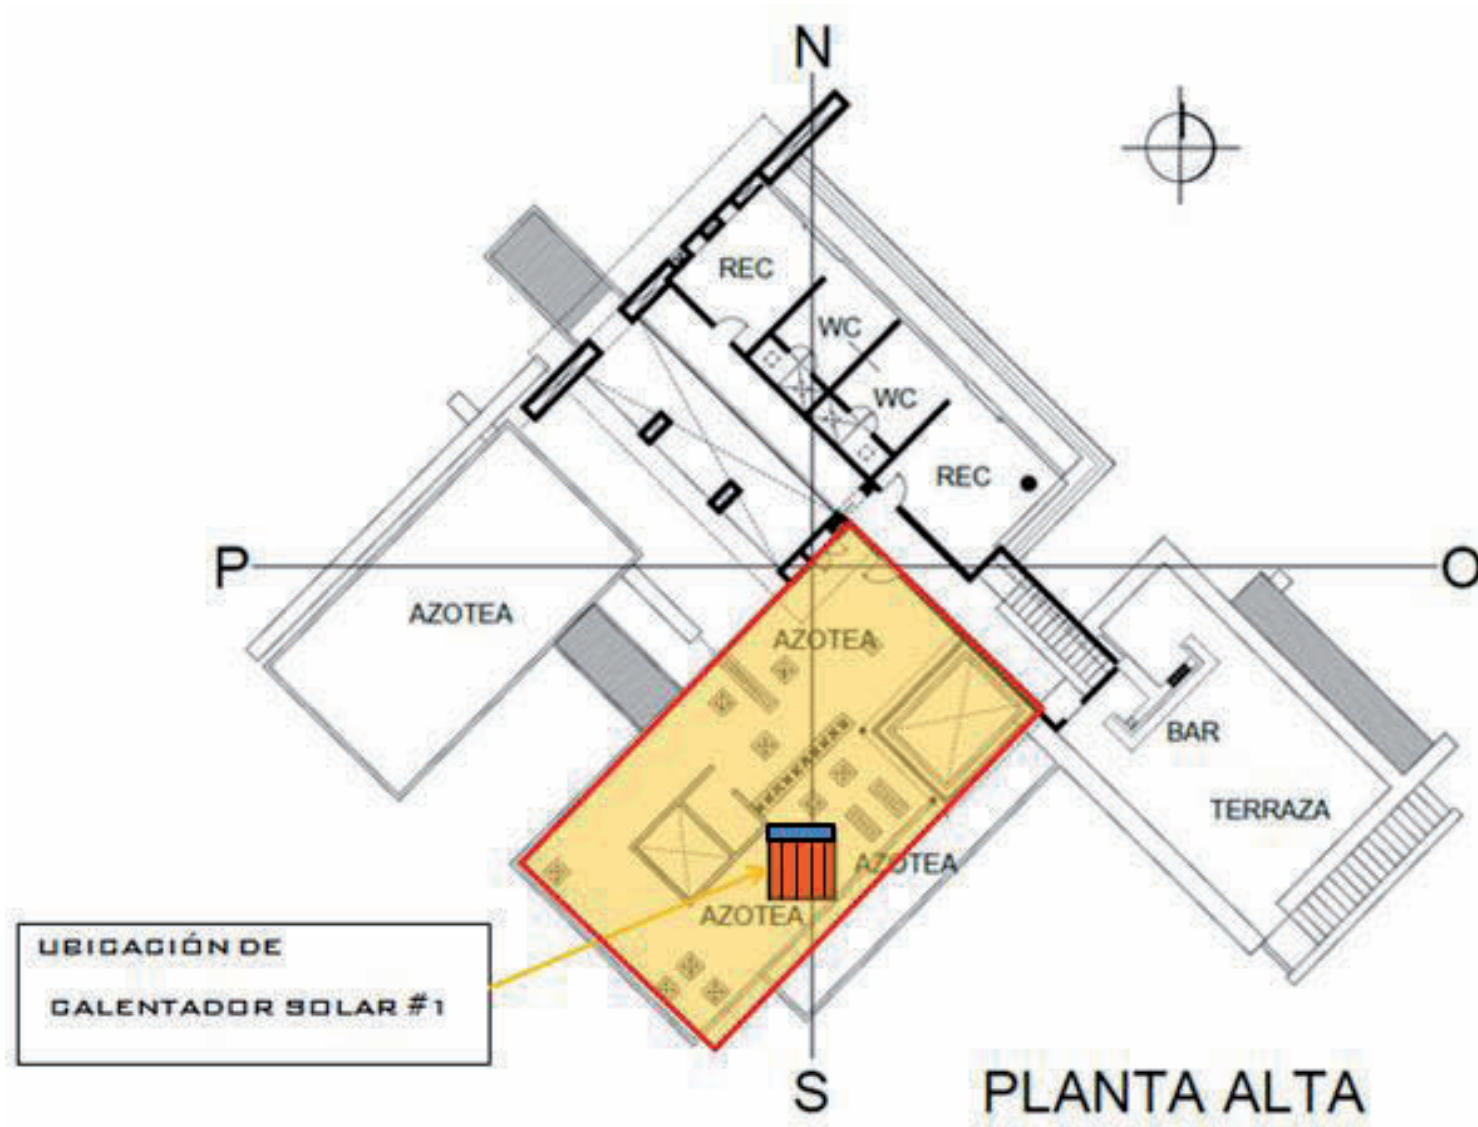 N
REC
WC
WC
REC
P
O
AZOTEA
AZOTEA
BAR
TERRAZA
AZOTEA
AZOTEA
UBICACIÓN DE
CALENTADOR SOLAR #1
S
PLANTA ALTA